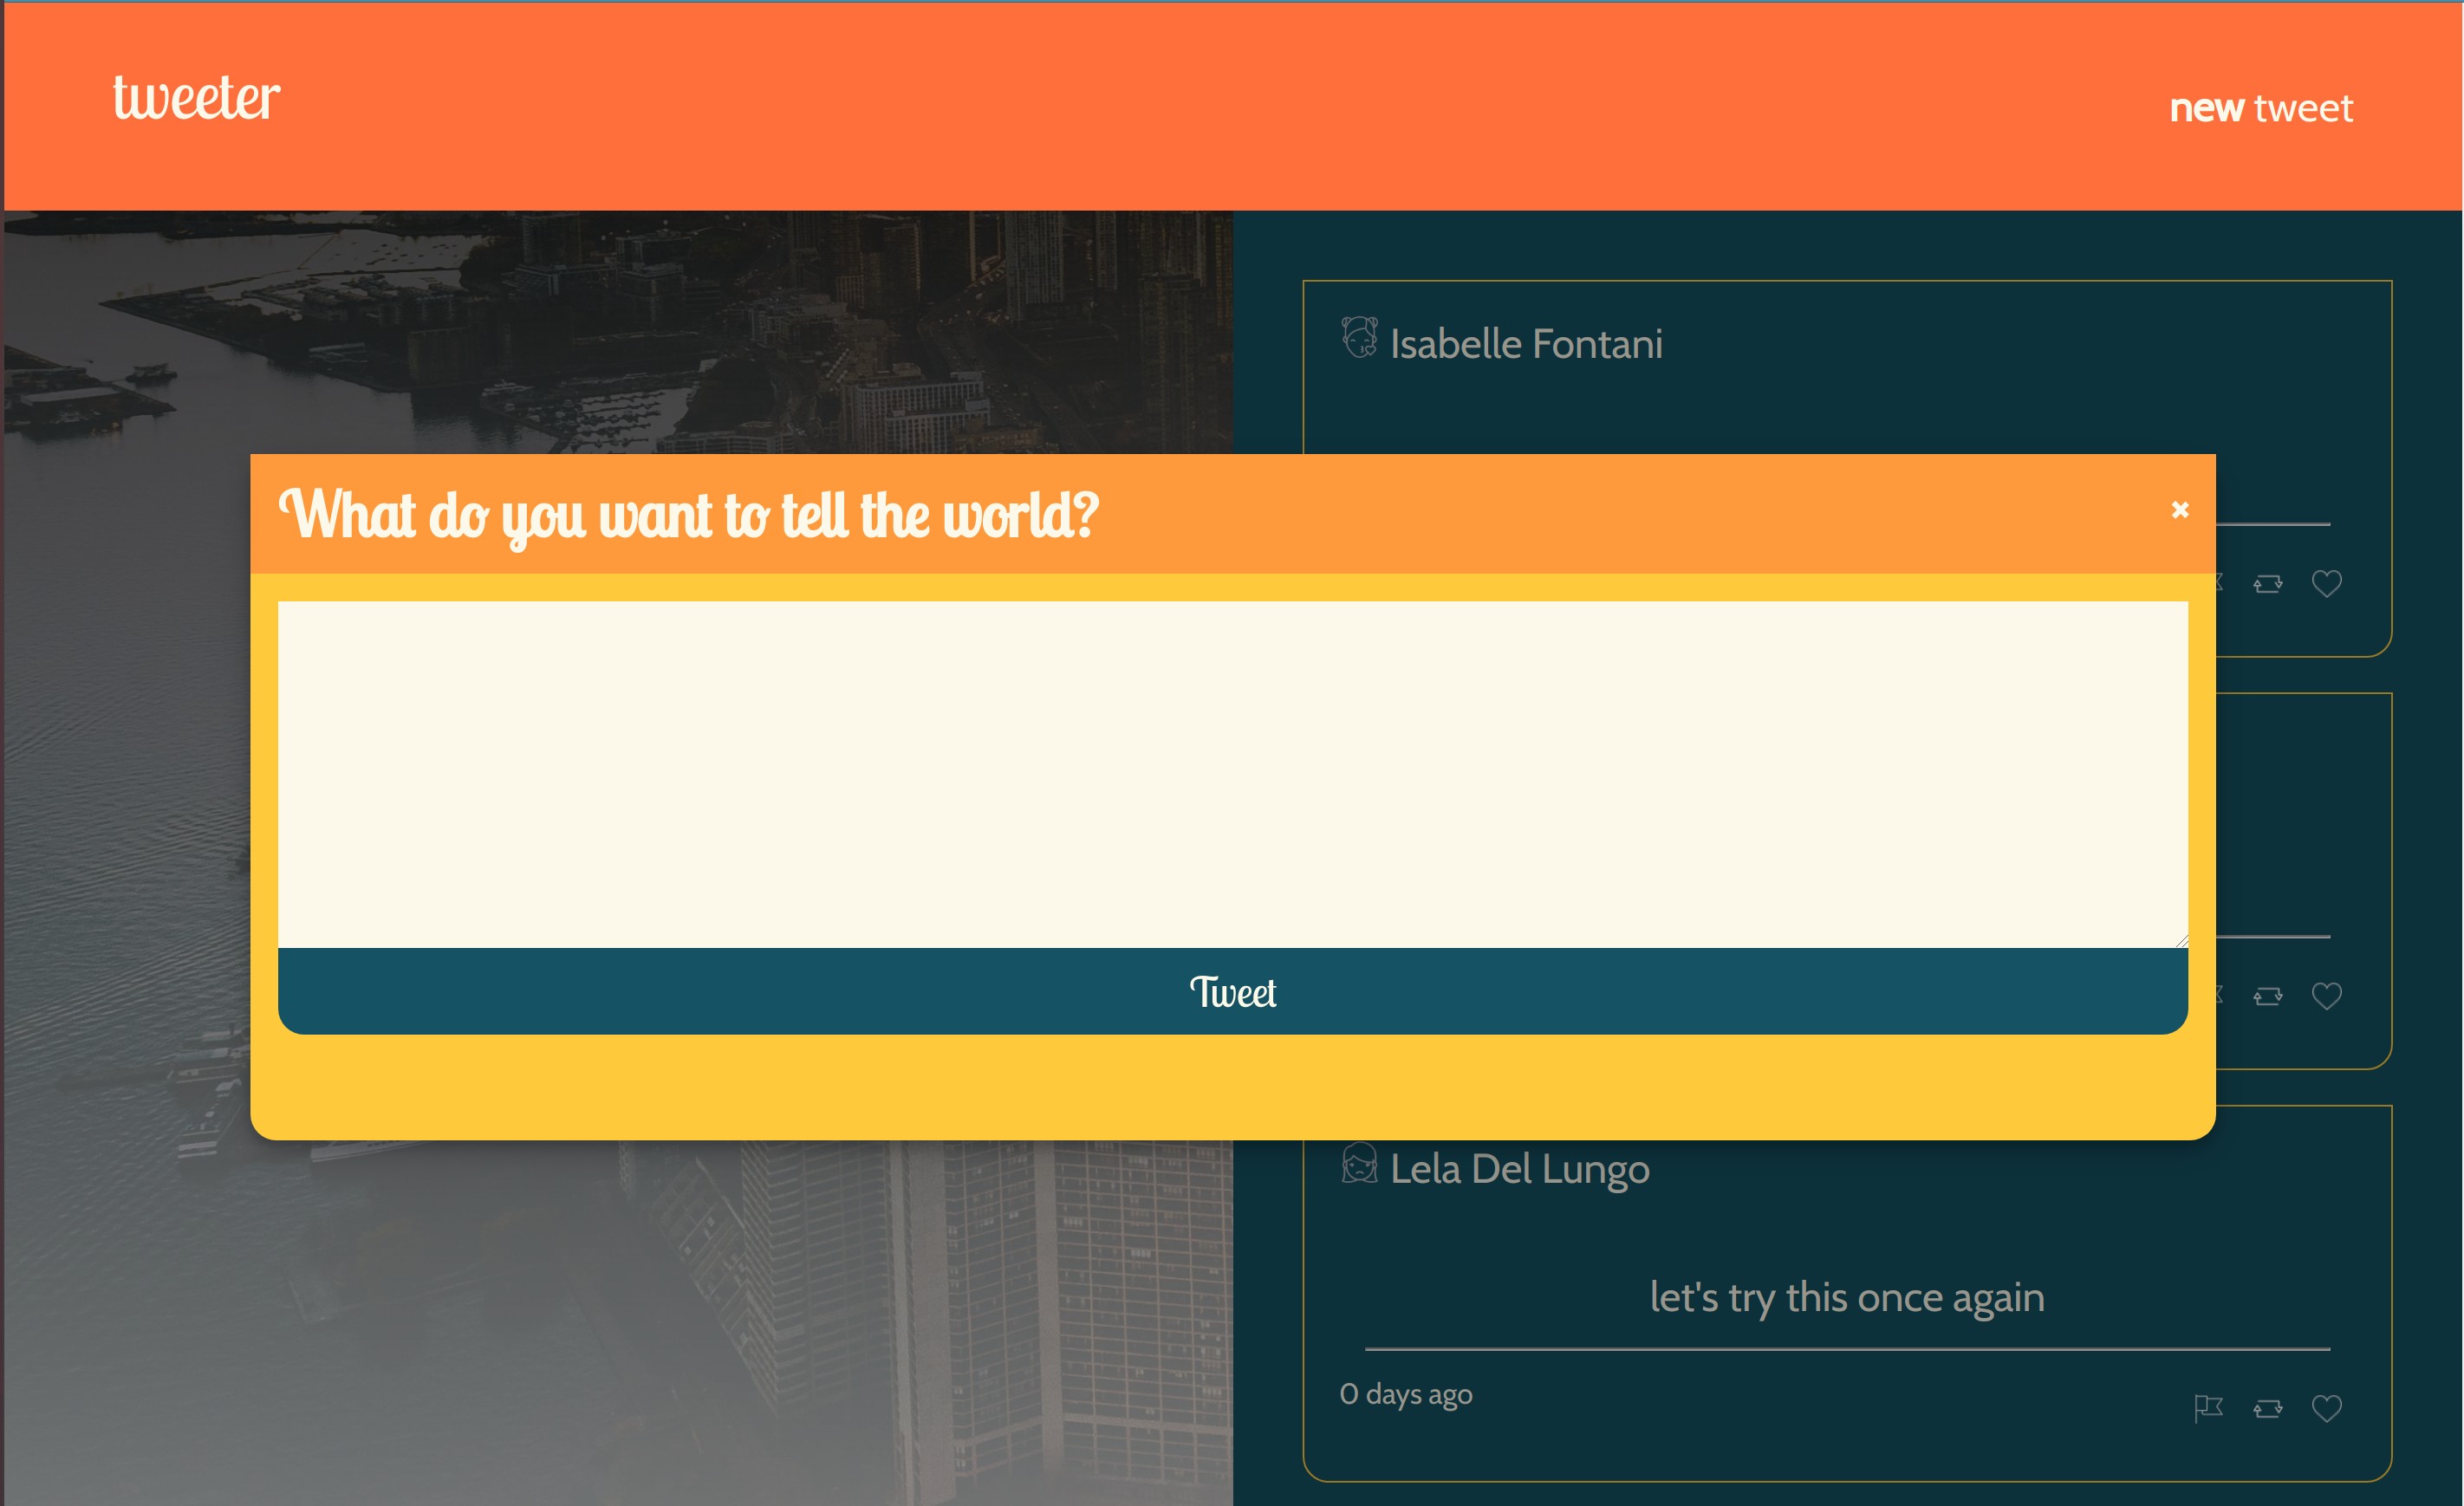 tweeter
new tweet
Isabelle Fontani
What do you want to tell the world?
Tweet
Lela Del Lungo
let's try this once again
0 days ago